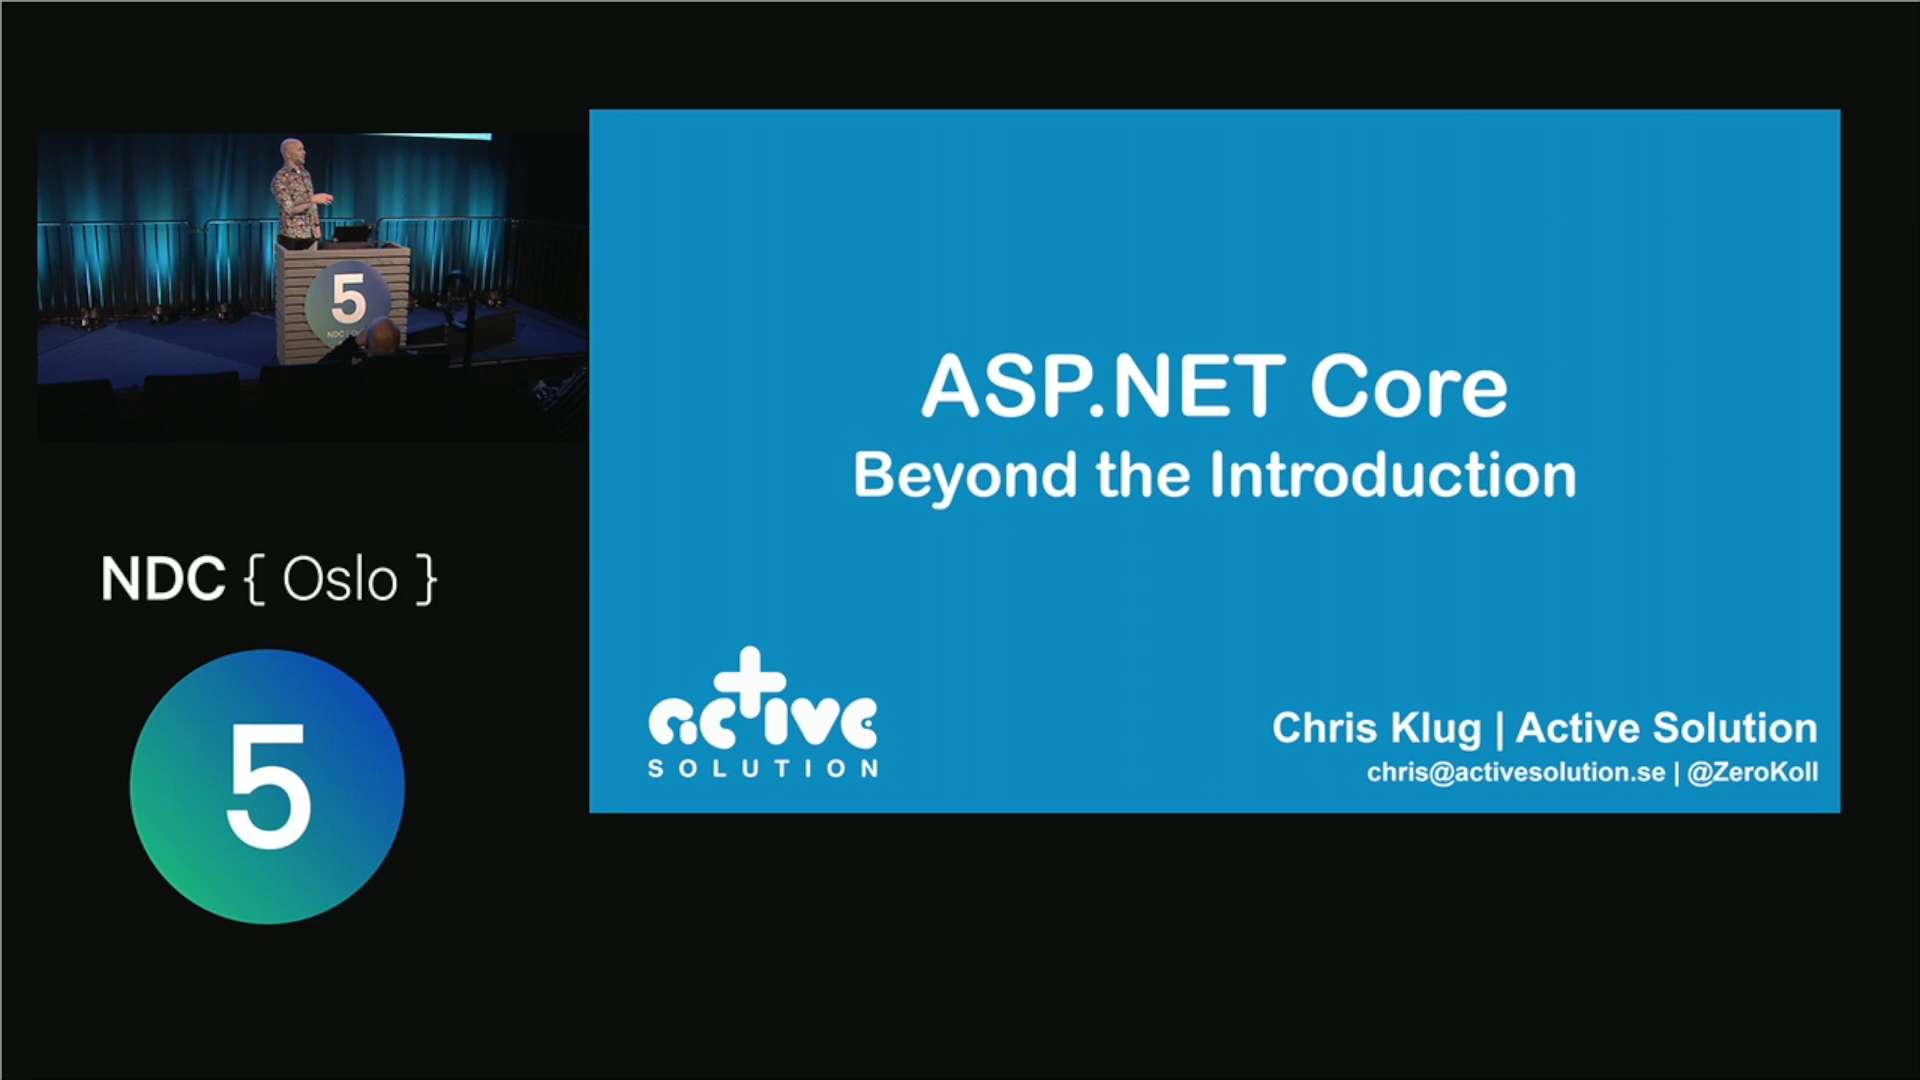 5
NDC { Oslo }
5
ASP.NET Core
Beyond the Introduction
active
SOLUTION
Chris Klug | Active Solution
chris@activesolution.se | @ZeroKoll